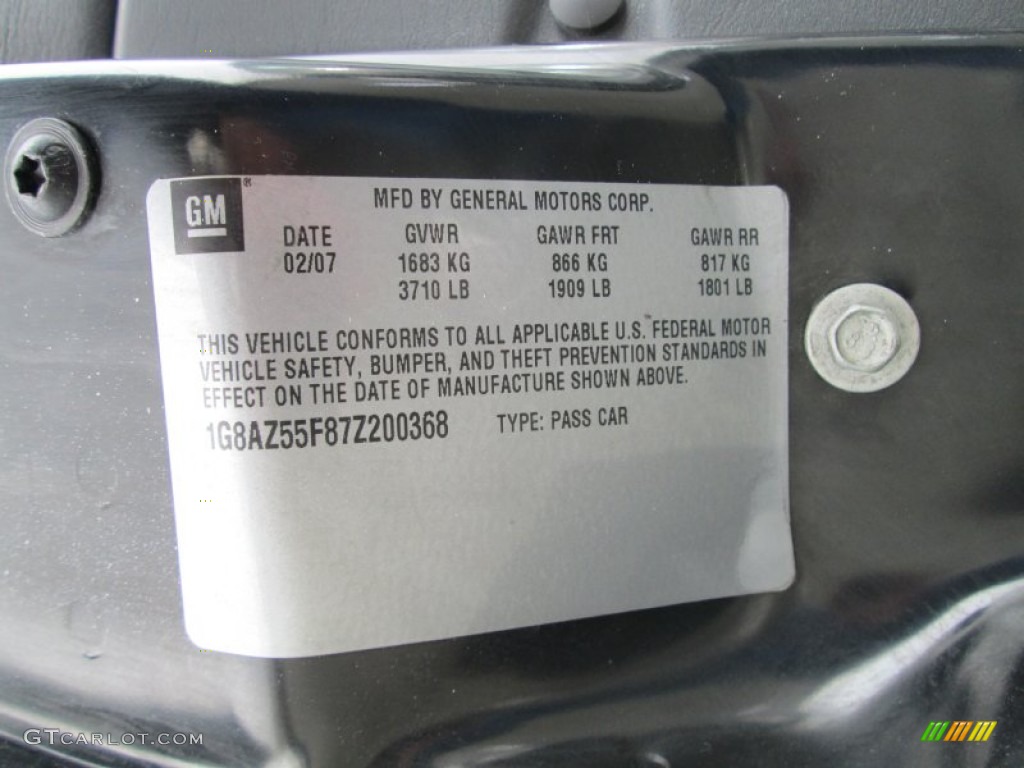 GM® MFD BY GENERAL MOTORS CORP.
DATE GVWR GAWR FRT GAWR RR
02/07 1683 KG 866 KG 817 KG
3710 LB 1909 LB 1801 LB
THIS VEHICLE CONFORMS TO ALL APPLICABLE U.S. FEDERAL MOTOR
VEHICLE SAFETY, BUMPER, AND THEFT PREVENTION STANDARDS IN
EFFECT ON THE DATE OF MANUFACTURE SHOWN ABOVE.
1G8AZ55F87Z200368 TYPE: PASS CAR
GTCARLOT.COM